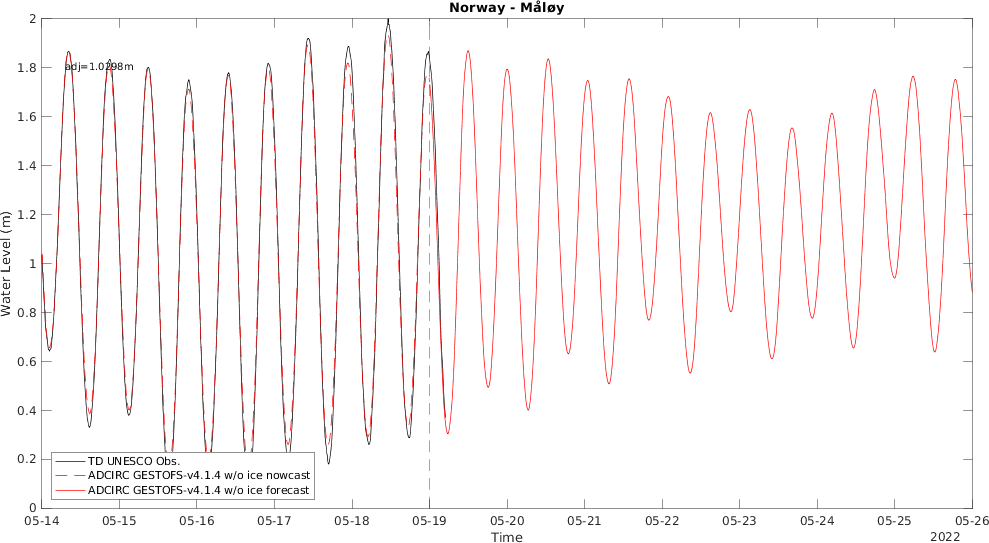 Norway - Måløy
adj=1.0298m
Water Level (m)
2
1.8
1.6
1.4
1.2
1
0.8
0.6
0.4
0.2
0
TD UNESCO Obs.
ADCIRC GESTOFS-v4.1.4 w/o ice nowcast
ADCIRC GESTOFS-v4.1.4 w/o ice forecast
05-14 05-15 05-16 05-17 05-18 05-19 05-20 05-21 05-22 05-23 05-24 05-25 05-26
Time
2022